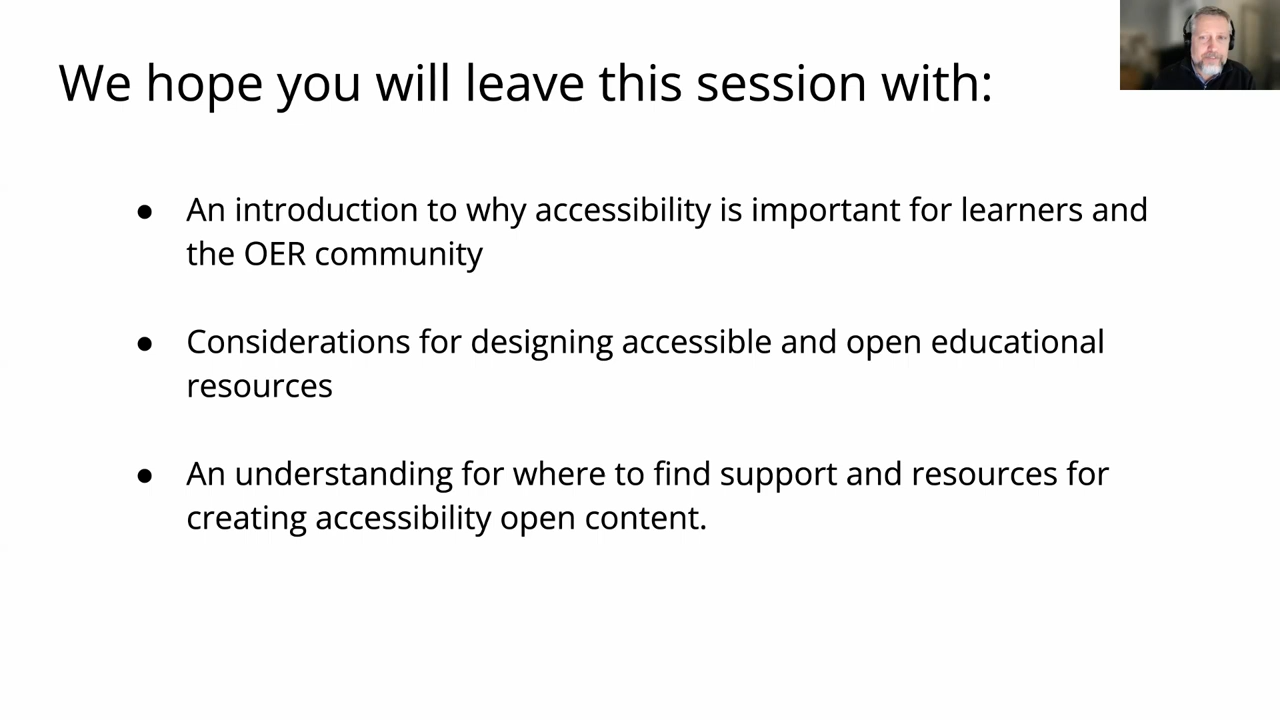 We hope you will leave this session with:
● An introduction to why accessibility is important for learners and
the OER community
● Considerations for designing accessible and open educational
resources
● An understanding for where to find support and resources for
creating accessibility open content.